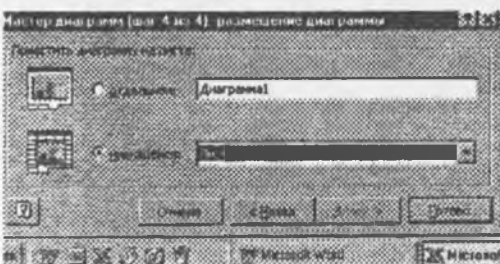 Мастер диаграмм (шаг 4 из 4): размещение диаграммы
Поместить диаграмму на листе:
отдельном: Диаграмма1
имеющемся:
Отмена < Назад Готово
Microsoft Word